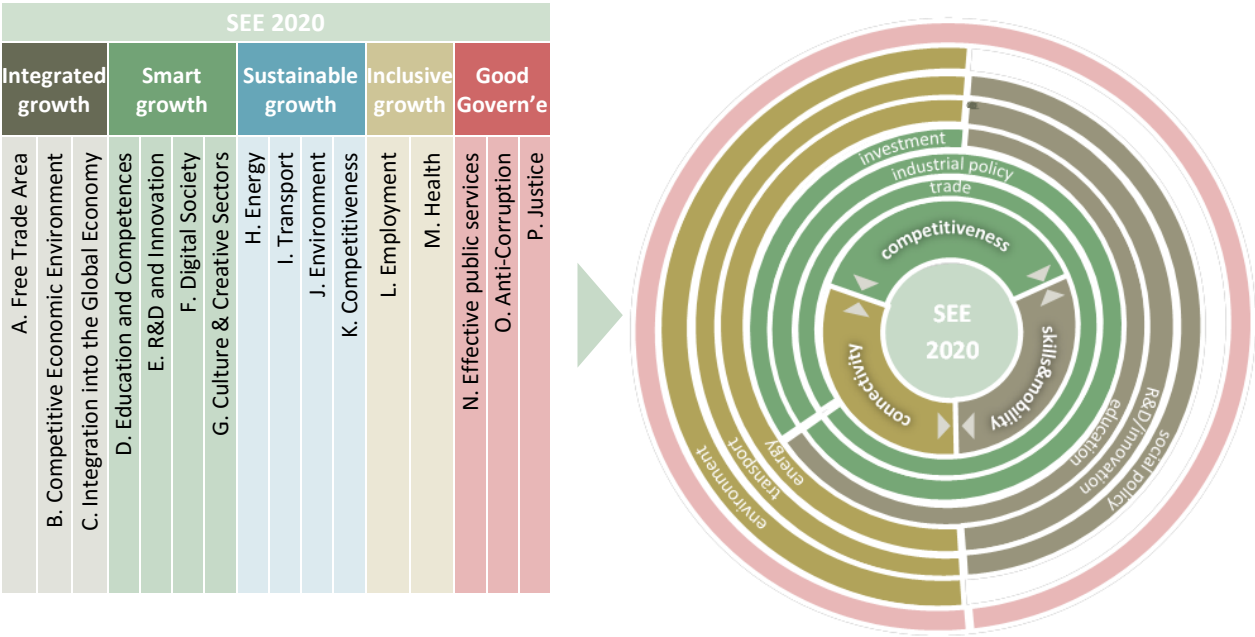 SEE 2020
Integrated
growth
Smart
growth
Sustainable
growth
Inclusive
growth
Good
Govern'e
A. Free Trade Area
B. Competitive Economic Environment
C. Integration into the Global Economy
D. Education and Competences
E. R&D and Innovation
F. Digital Society
G. Culture & Creative Sectors
H. Energy
I. Transport
J. Environment
K. Competitiveness
L. Employment
M. Health
N. Effective public services
O. Anti-Corruption
P. Justice
investment
industrial policy
trade
competitiveness
SEE
2020
connectivity
skills&mobility
energy
transport
environment
education
R&D/innovation
social policy